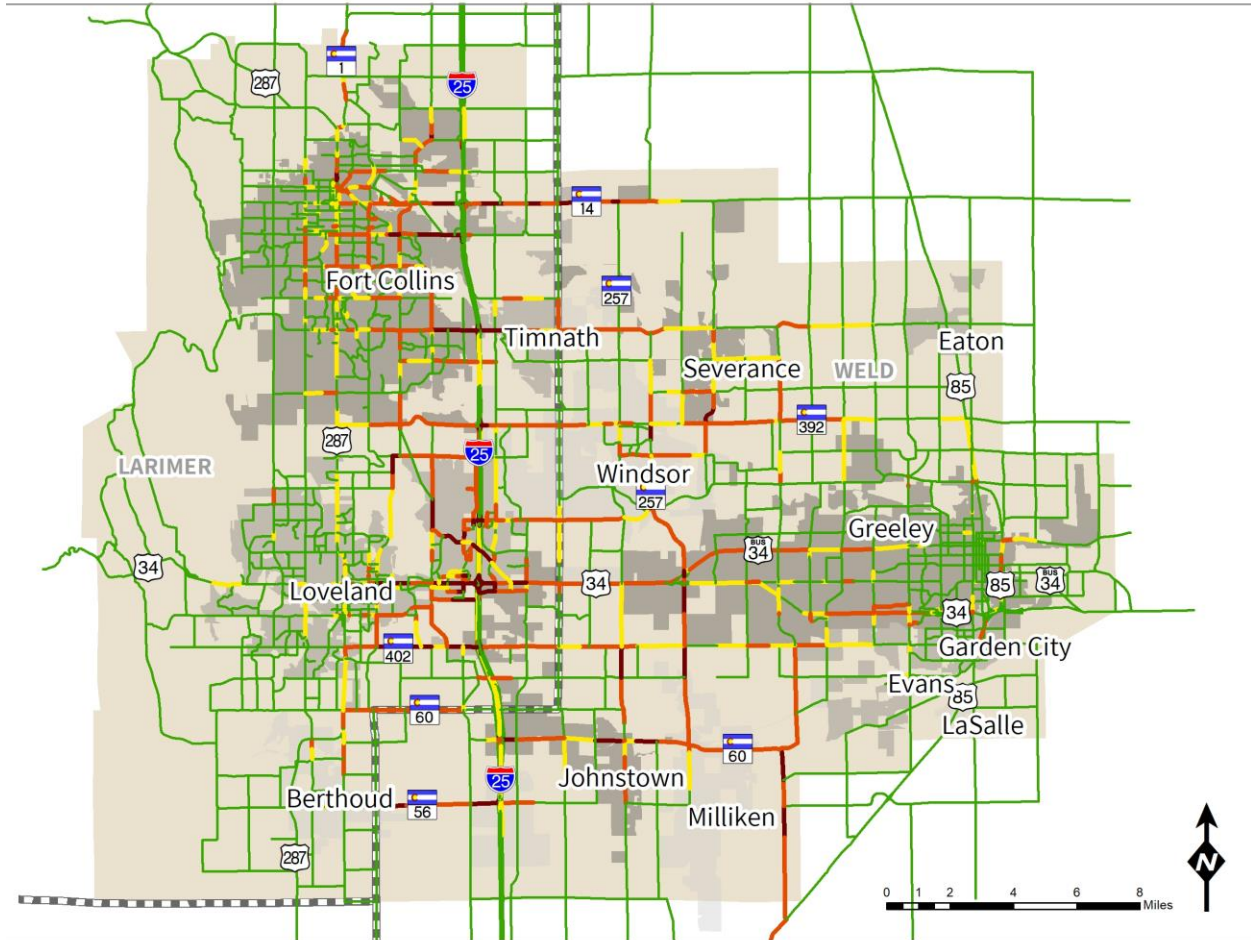 287
1
25
14
Fort Collins
257
Timnath
Eaton
Severance
WELD
85
392
287
25
LARIMER
Windsor
257
Greeley
BUS
34
34
Loveland
34
85
BUS
34
34
402
Garden City
Evans
85
60
LaSalle
60
25
Johnstown
Berthoud
56
Milliken
287
N
0 1 2 4 6 8
Miles